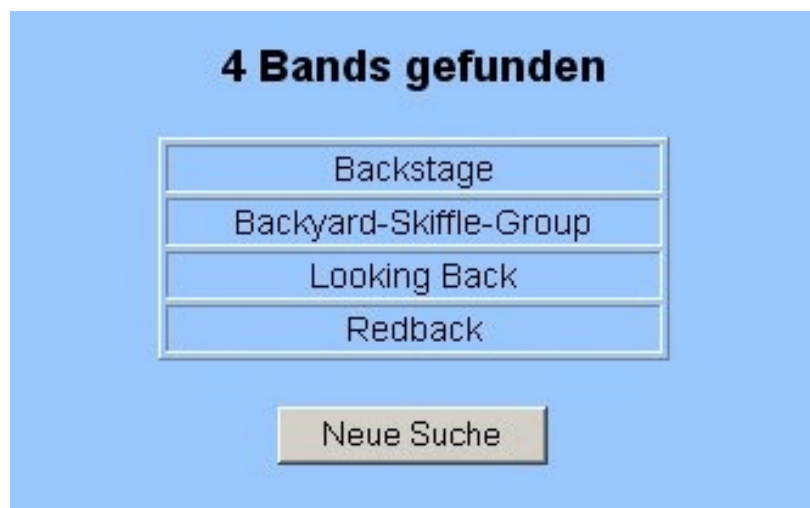 4 Bands gefunden
Backstage
Backyard-Skiffle-Group
Looking Back
Redback
Neue Suche